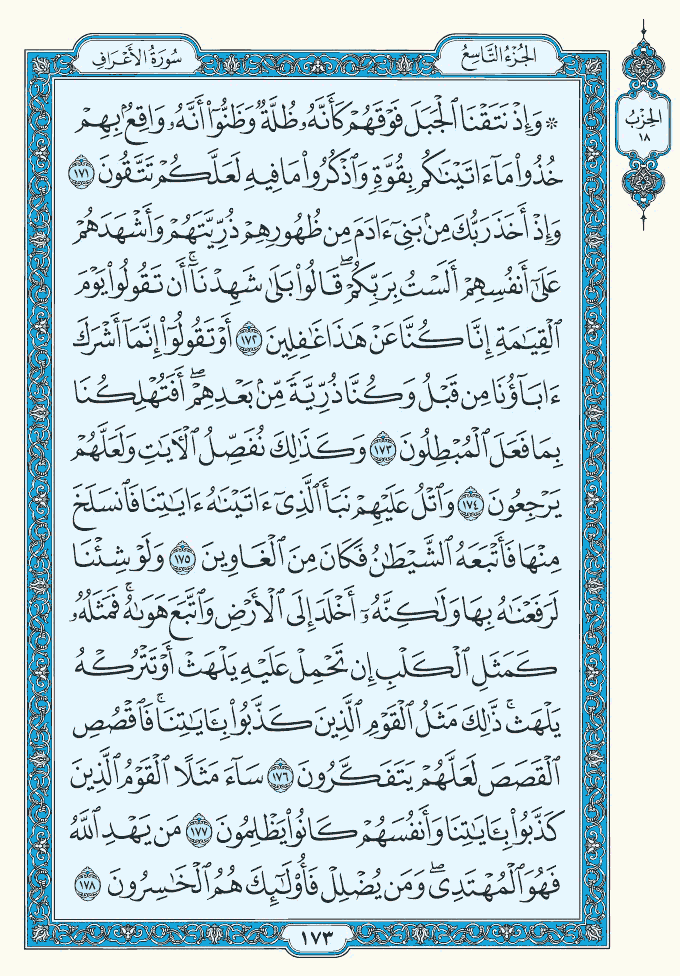 الجُزْءُ التَّاسِعُ
سُورَةُ الأَعْرَافِ
الحِزْبُ
١٨
۞ وَإِذْ نَتَقْنَا ٱلْجَبَلَ فَوْقَهُمْ كَأَنَّهُۥ ظُلَّةٌ وَظَنُّوٓا۟ أَنَّهُۥ وَاقِعٌۢ بِهِمْ
خُذُوا۟ مَآ ءَاتَيْنَٰكُم بِقُوَّةٍ وَٱذْكُرُوا۟ مَا فِيهِ لَعَلَّكُمْ تَتَّقُونَ ١٧١
وَإِذْ أَخَذَ رَبُّكَ مِنۢ بَنِىٓ ءَادَمَ مِن ظُهُورِهِمْ ذُرِّيَّتَهُمْ وَأَشْهَدَهُمْ
عَلَىٰٓ أَنفُسِهِمْ أَلَسْتُ بِرَبِّكُمْ ۖ قَالُوا۟ بَلَىٰ شَهِدْنَآ ۛ أَن تَقُولُوا۟ يَوْمَ
ٱلْقِيَٰمَةِ إِنَّا كُنَّا عَنْ هَٰذَا غَٰفِلِينَ ١٧٢ أَوْ تَقُولُوٓا۟ إِنَّمَآ أَشْرَكَ
ءَابَآؤُنَا مِن قَبْلُ وَكُنَّا ذُرِّيَّةً مِّنۢ بَعْدِهِمْ ۖ أَفَتُهْلِكُنَا
بِمَا فَعَلَ ٱلْمُبْطِلُونَ ١٧٣ وَكَذَٰلِكَ نُفَصِّلُ ٱلْءَايَٰتِ وَلَعَلَّهُمْ
يَرْجِعُونَ ١٧٤ وَٱتْلُ عَلَيْهِمْ نَبَأَ ٱلَّذِىٓ ءَاتَيْنَٰهُ ءَايَٰتِنَا فَٱنسَلَخَ
مِنْهَا فَأَتْبَعَهُ ٱلشَّيْطَٰنُ فَكَانَ مِنَ ٱلْغَاوِينَ ١٧٥ وَلَوْ شِئْنَا
لَرَفَعْنَٰهُ بِهَا وَلَٰكِنَّهُۥٓ أَخْلَدَ إِلَى ٱلْأَرْضِ وَٱتَّبَعَ هَوَىٰهُ ۚ فَمَثَلُهُۥ
كَمَثَلِ ٱلْكَلْبِ إِن تَحْمِلْ عَلَيْهِ يَلْهَثْ أَوْ تَتْرُكْهُ
يَلْهَث ۚ ذَّٰلِكَ مَثَلُ ٱلْقَوْمِ ٱلَّذِينَ كَذَّبُوا۟ بِـَٔايَٰتِنَا ۚ فَٱقْصُصِ
ٱلْقَصَصَ لَعَلَّهُمْ يَتَفَكَّرُونَ ١٧٦ سَآءَ مَثَلًا ٱلْقَوْمُ ٱلَّذِينَ
كَذَّبُوا۟ بِـَٔايَٰتِنَا وَأَنفُسَهُمْ كَانُوا۟ يَظْلِمُونَ ١٧٧ مَن يَهْدِ ٱللَّهُ
فَهُوَ ٱلْمُهْتَدِى ۖ وَمَن يُضْلِلْ فَأُو۟لَٰٓئِكَ هُمُ ٱلْخَٰسِرُونَ ١٧٨
١٧٣